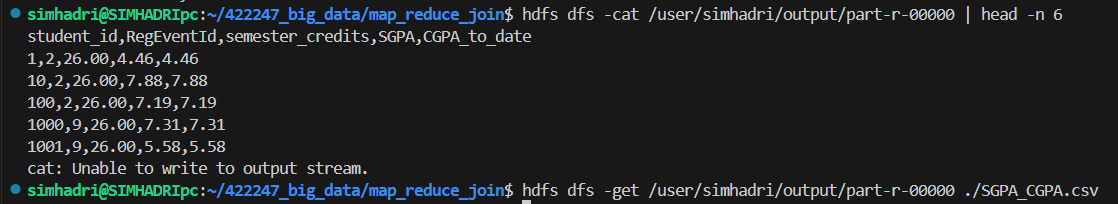 simhadri@SIMHADRIpc:~/422247_big_data/map_reduce_join$ hdfs dfs -cat /user/simhadri/output/part-r-00000 | head -n 6
student_id,RegEventId,semester_credits,SGPA,CGPA_to_date
1,2,26.00,4.46,4.46
10,2,26.00,7.88,7.88
100,2,26.00,7.19,7.19
1000,9,26.00,7.31,7.31
1001,9,26.00,5.58,5.58
cat: Unable to write to output stream.
simhadri@SIMHADRIpc:~/422247_big_data/map_reduce_join$ hdfs dfs -get /user/simhadri/output/part-r-00000 ./SGPA_CGPA.csv